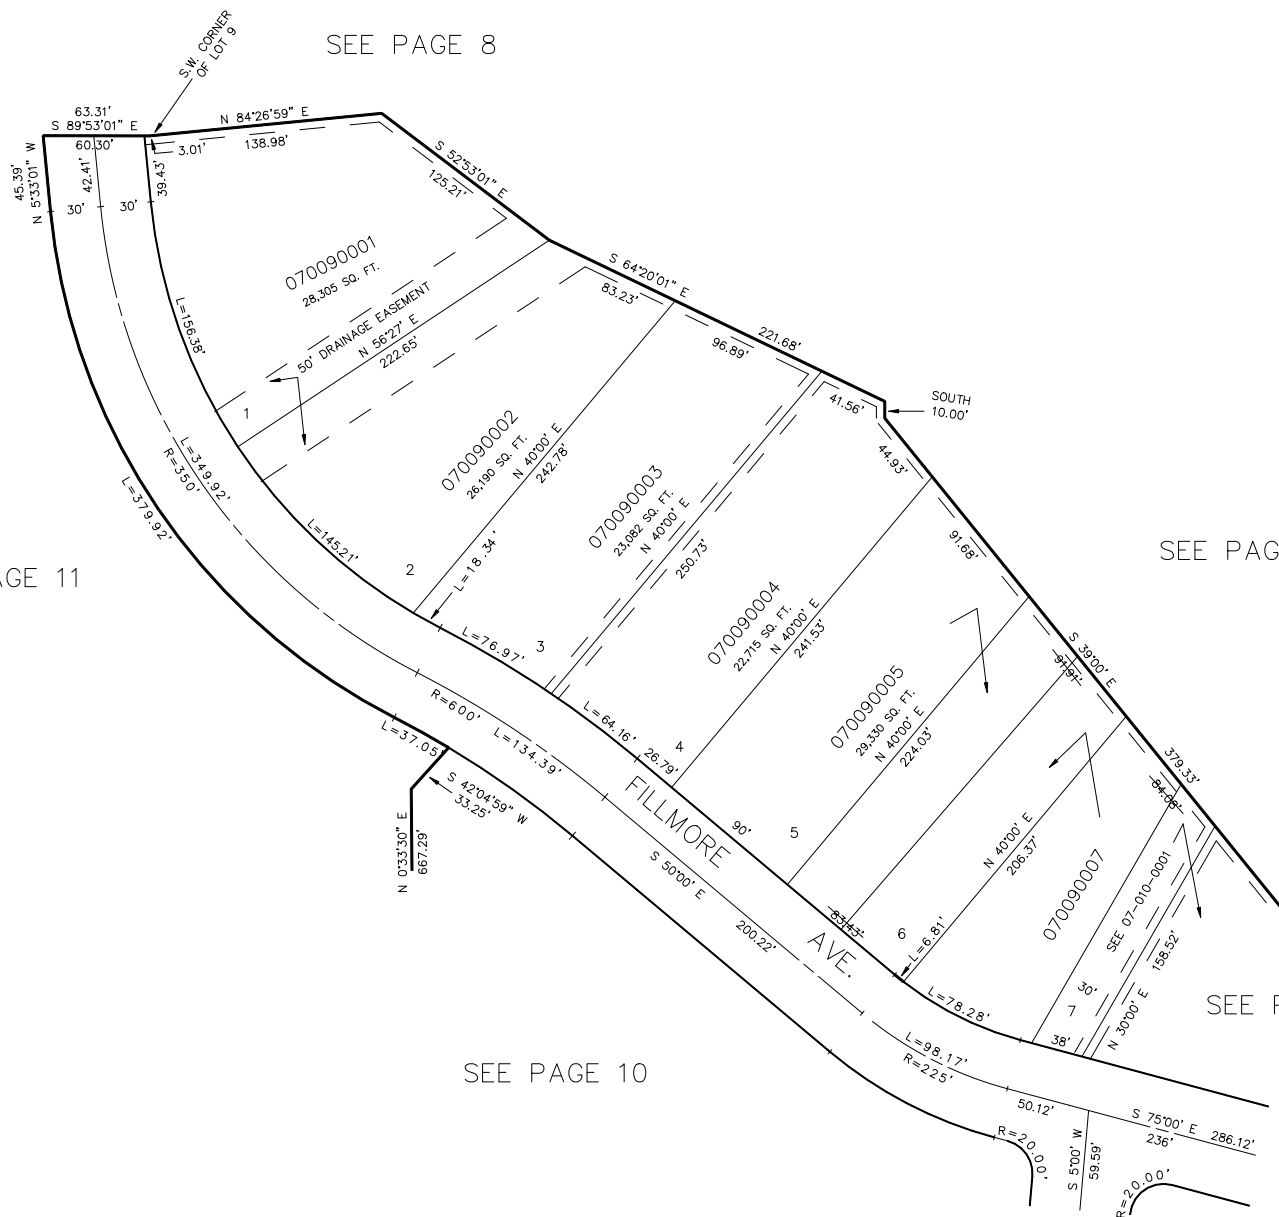 SEE PAGE 8
S.W. CORNER
OF LOT 9
63.31'
S 89°53'01" E
60.30'
3.01'
N 84°26'59" E
138.98'
S 52°53'01" E
125.21'
45.39'
N 5°33'01" W
42.41'
39.43'
30'
30'
070090001
28,305 SQ. FT.
50' DRAINAGE EASEMENT
N 56°27' E
222.65'
L=156.38'
1
S 64°20'01" E
83.23'
221.68'
96.89'
41.56'
SOUTH
10.00'
44.93'
L=349.92'
R=350'
L=379.92'
L=145.21'
2
070090002
26,190 SQ. FT.
N 40°00' E
242.78'
L=18.34'
070090003
23,082 SQ. FT.
N 40°00' E
250.73'
L=76.97'
3
91.68'
SEE PAG
AGE 11
070090004
22,715 SQ. FT.
N 40°00' E
241.53'
L=64.16'
26.79'
4
S 39°00' E
91.91'
379.33'
84.08'
070090005
29,330 SQ. FT.
N 40°00' E
224.03'
R=600'
L=134.39'
L=37.05'
S 42°04'59" W
33.25'
N 0°33'30" E
667.29'
FILLMORE
AVE.
90'
5
S 50°00' E
200.22'
83.43'
6
N 40°00' E
206.37'
L=6.81'
070090007
SEE 07-010-0001
30'
7
N 30°00' E
158.52'
38'
L=78.28'
L=98.17'
R=225'
SEE PAGE 10
50.12'
S 75°00' E
286.12'
236'
S 5°00' W
59.59'
R=20.00'
R=20.00'